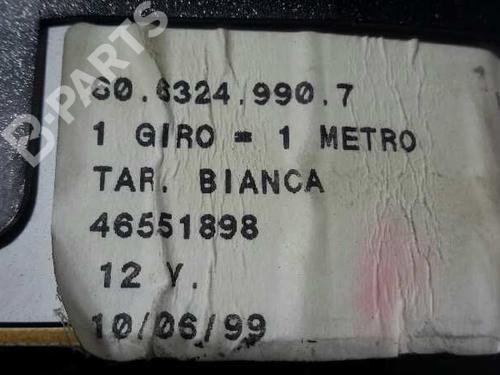 B-PARTS
60.6324.990.7
1 GIRO = 1 METRO
TAR. BIANCA
46551898
12 V.
10/06/99